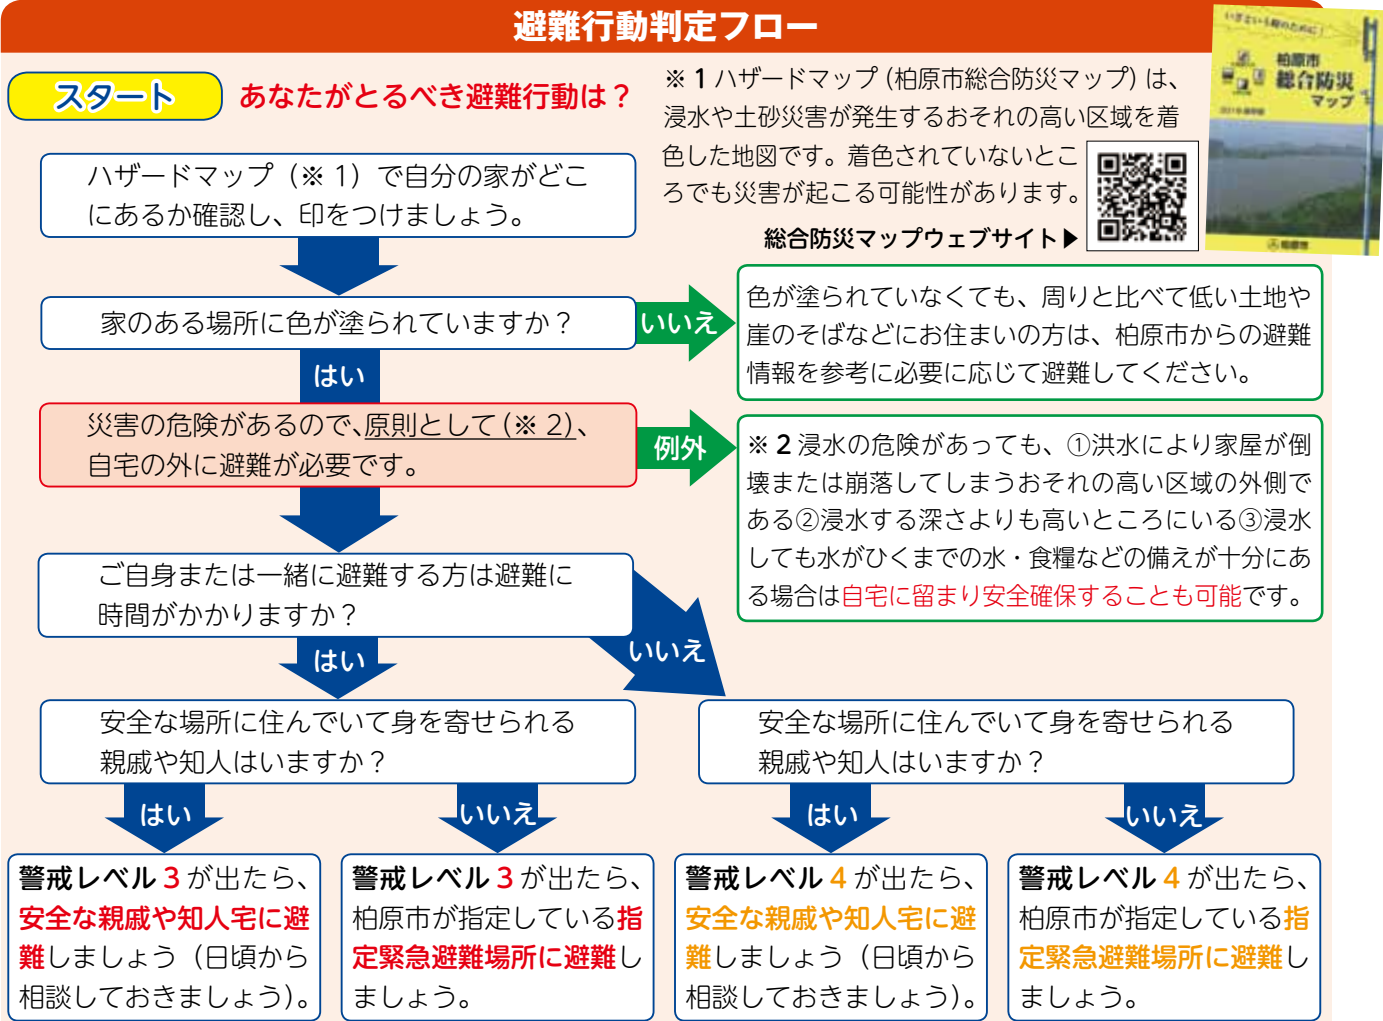 避難行動判定フロー
スタート
あなたがとるべき避難行動は？
※１ハザードマップ（柏原市総合防災マップ）は、
浸水や土砂災害が発生するおそれの高い区域を着
色した地図です。着色されていないとこ
ろでも災害が起こる可能性があります。
総合防災マップウェブサイト▶
いざという時のために！
柏原市
総合防災
マップ
柏原市
ハザードマップ（※１）で自分の家がどこ
にあるか確認し、印をつけましょう。
家のある場所に色が塗られていますか？
いいえ
色が塗られていなくても、周りと比べて低い土地や
崖のそばなどにお住まいの方は、柏原市からの避難
情報を参考に必要に応じて避難してください。
はい
災害の危険があるので、原則として（※２）、
自宅の外に避難が必要です。
例外
※２浸水の危険があっても、①洪水により家屋が倒
壊または崩落してしまうおそれの高い区域の外側で
ある②浸水する深さよりも高いところにいる③浸水
しても水がひくまでの水・食糧などの備えが十分にあ
る場合は自宅に留まり安全確保することも可能です。
ご自身または一緒に避難する方は避難に
時間がかかりますか？
はい
いいえ
安全な場所に住んでいて身を寄せられる
親戚や知人はいますか？
安全な場所に住んでいて身を寄せられる
親戚や知人はいますか？
はい
いいえ
はい
いいえ
警戒レベル３が出たら、
安全な親戚や知人宅に避
難しましょう（日頃から
相談しておきましょう）。
警戒レベル３が出たら、
柏原市が指定している指
定緊急避難場所に避難し
ましょう。
警戒レベル４が出たら、
安全な親戚や知人宅に避
難しましょう（日頃から
相談しておきましょう）。
警戒レベル４が出たら、
柏原市が指定している指
定緊急避難場所に避難し
ましょう。